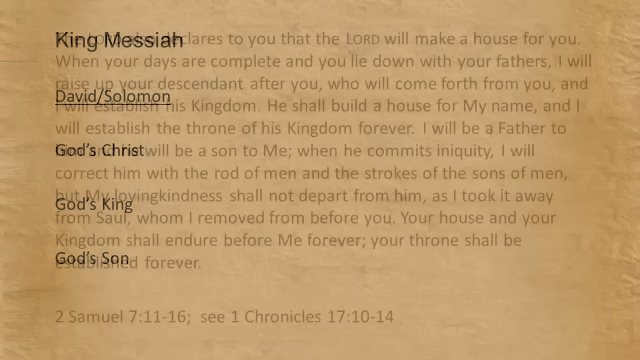 King Messiah
David/Solomon
God's Christ
God's King
God's Son
declares to you that the LORD will make a house for you.
When your days are complete and you lie down with your fathers, I will
raise up your descendant after you, who will come forth from you, and
I will establish his Kingdom. He shall build a house for My name, and I
will establish the throne of his Kingdom forever. I will be a Father to
will be a son to Me; when he commits iniquity, I will
correct him with the rod of men and the strokes of the sons of men,
but My lovingkindness shall not depart from him, as I took it away
from Saul, whom I removed from before you. Your house and your
Kingdom shall endure before Me forever; your throne shall be
established forever.
2 Samuel 7:11-16; see 1 Chronicles 17:10-14